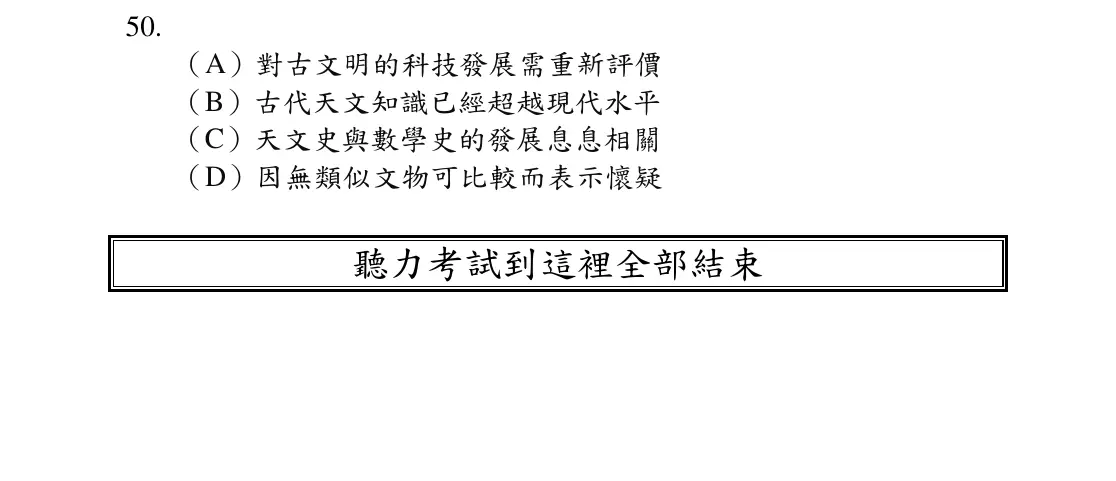 50.
（A）對古文明的科技發展需重新評價
（B）古代天文知識已經超越現代水平
（C）天文史與數學史的發展息息相關
（D）因無類似文物可比較而表示懷疑
聽力考試到這裡全部結束